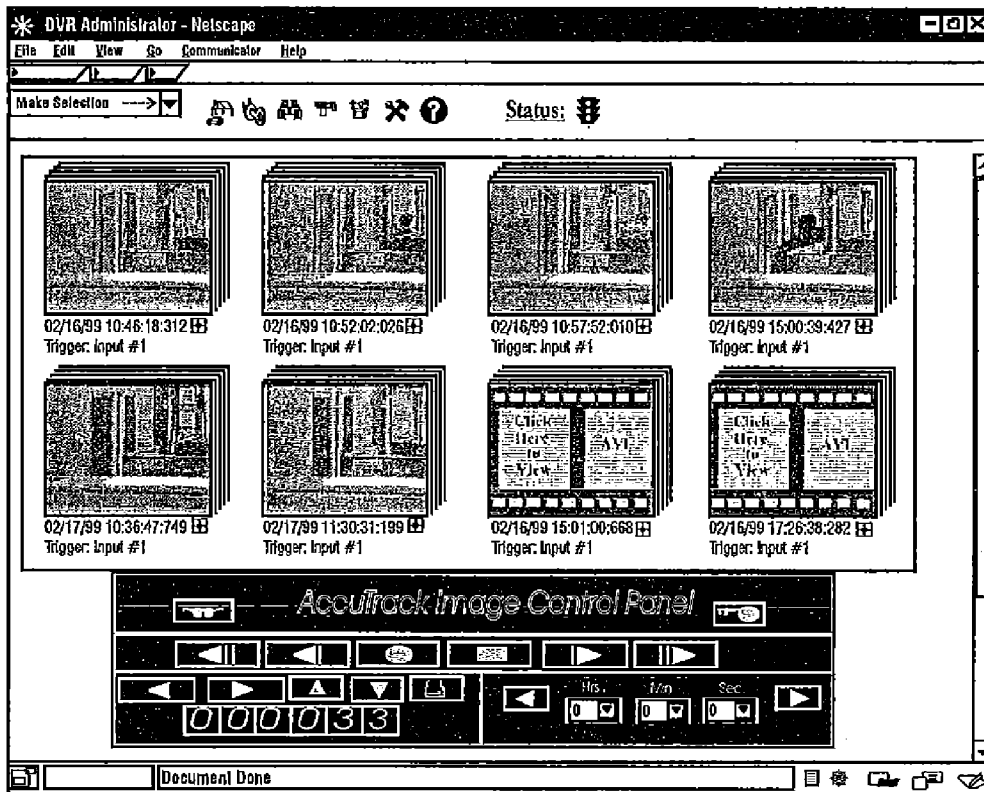 DVR Administrator - Netscape
File Edit View Go Communicator Help
Make Selection --->
Status:
02/16/99 10:46:18:312
Trigger: Input #1
02/16/99 10:52:02:026
Trigger: Input #1
02/16/99 10:57:52:010
Trigger: Input #1
02/16/99 15:00:39:427
Trigger: Input #1
02/17/99 10:36:47:749
Trigger: Input #1
02/17/99 11:30:31:199
Trigger: Input #1
Click Here to View
AVI
02/16/99 15:01:00:668
Trigger: Input #1
Click Here to View
AVI
02/16/99 17:26:38:282
Trigger: Input #1
AccuTrack Image Control Panel
000033
Hrs. Min Sec.
0 0 0
Document Done